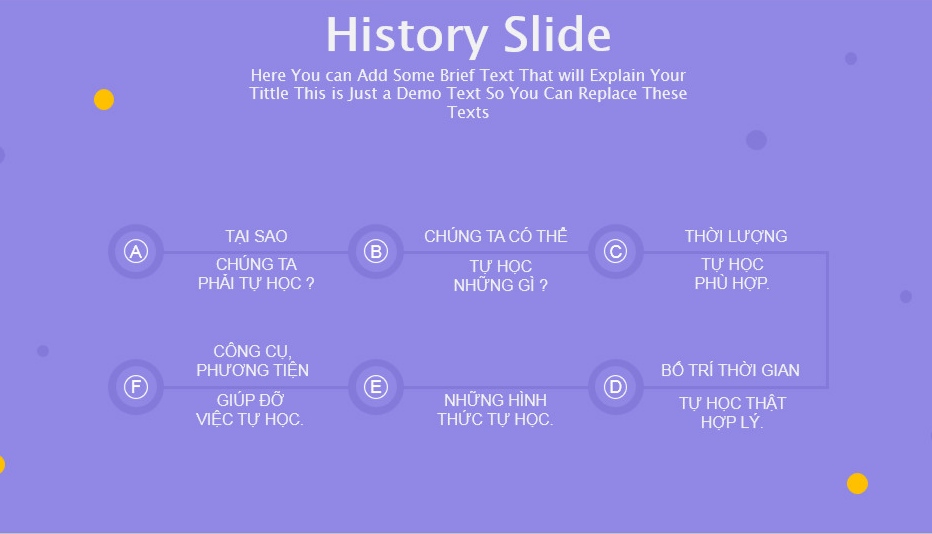 History Slide
Here You can Add Some Brief Text That will Explain Your
Tittle This is Just a Demo Text So You Can Replace These
Texts
A
TẠI SAO
CHÚNG TA
PHẢI TỰ HỌC ?
B
CHÚNG TA CÓ THỂ
TỰ HỌC
NHỮNG GÌ ?
C
THỜI LƯỢNG
TỰ HỌC
PHÙ HỢP.
D
BỐ TRÍ THỜI GIAN
TỰ HỌC THẬT
HỢP LÝ.
E
NHỮNG HÌNH
THỨC TỰ HỌC.
F
CÔNG CỤ,
PHƯƠNG TIỆN
GIÚP ĐỠ
VIỆC TỰ HỌC.